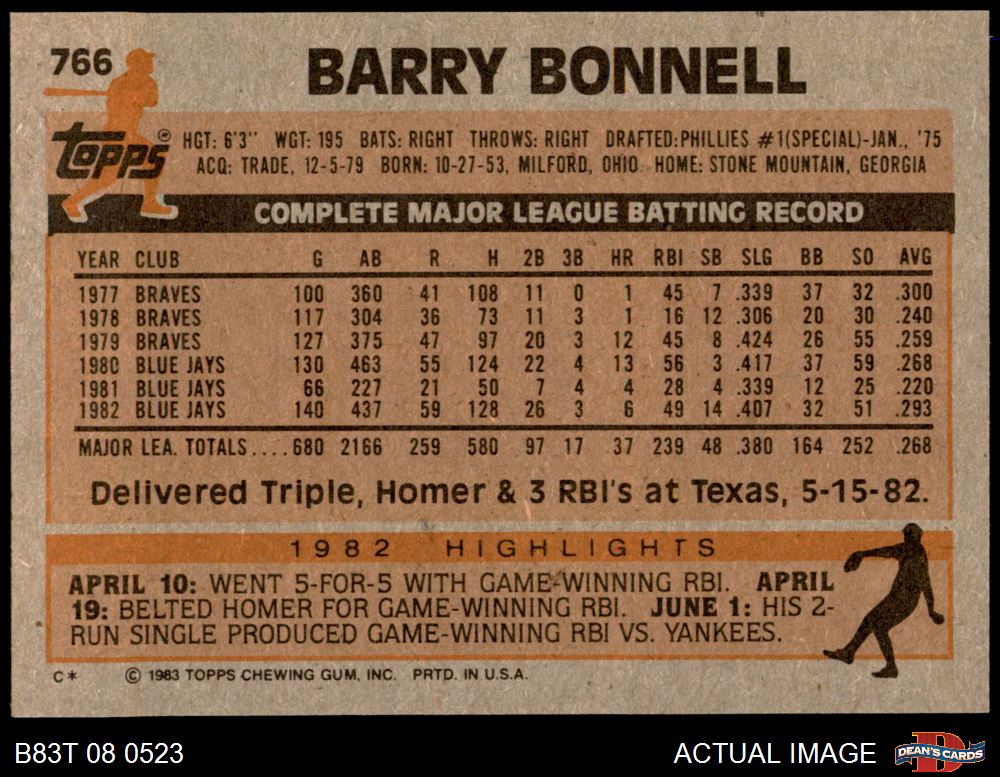 766
BARRY BONNELL
Topps ®
HGT: 6'3" WGT: 195 BATS: RIGHT THROWS: RIGHT DRAFTED:PHILLIES #1(SPECIAL)-JAN., '75
ACQ: TRADE, 12-5-79 BORN: 10-27-53, MILFORD, OHIO HOME: STONE MOUNTAIN, GEORGIA
COMPLETE MAJOR LEAGUE BATTING RECORD
YEAR CLUB G AB R H 2B 3B HR RBI SB SLG BB SO AVG
1977 BRAVES 100 360 41 108 11 0 1 45 7 .339 37 32 .300
1978 BRAVES 117 304 36 73 11 3 1 16 12 .306 20 30 .240
1979 BRAVES 127 375 47 97 20 3 12 45 8 .424 26 55 .259
1980 BLUE JAYS 130 463 55 124 22 4 13 56 3 .417 37 59 .268
1981 BLUE JAYS 66 227 21 50 7 4 4 28 4 .339 12 25 .220
1982 BLUE JAYS 140 437 59 128 26 3 6 49 14 .407 32 51 .293
MAJOR LEA. TOTALS....680 2166 259 580 97 17 37 239 48 .380 164 252 .268
Delivered Triple, Homer & 3 RBI's at Texas, 5-15-82.
1982 HIGHLIGHTS
APRIL 10: WENT 5-FOR-5 WITH GAME-WINNING RBI. APRIL
19: BELTED HOMER FOR GAME-WINNING RBI. JUNE 1: HIS 2-
RUN SINGLE PRODUCED GAME-WINNING RBI VS. YANKEES.
C* © 1983 TOPPS CHEWING GUM, INC. PRTD. IN U.S.A.
B83T 08 0523
ACTUAL IMAGE
D
DEAN'S CARDS